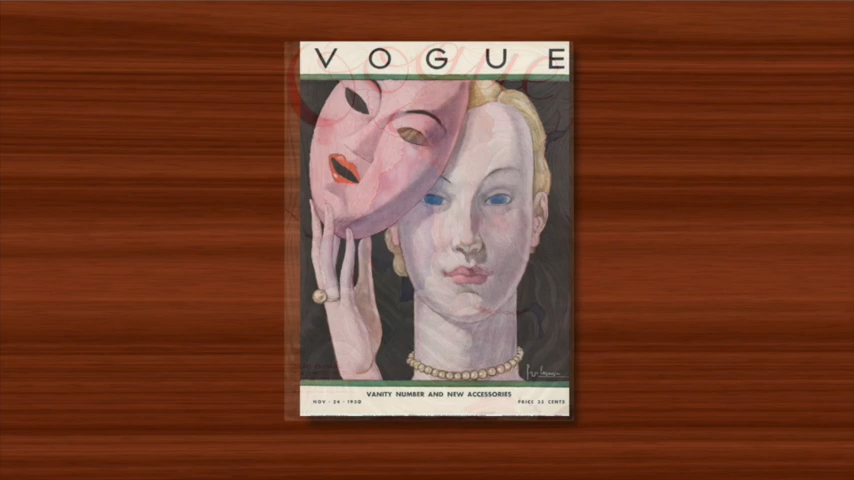 VOGUE
VANITY NUMBER AND NEW ACCESSORIES
NOV · 24 · 1930
PRICE 35 CENTS